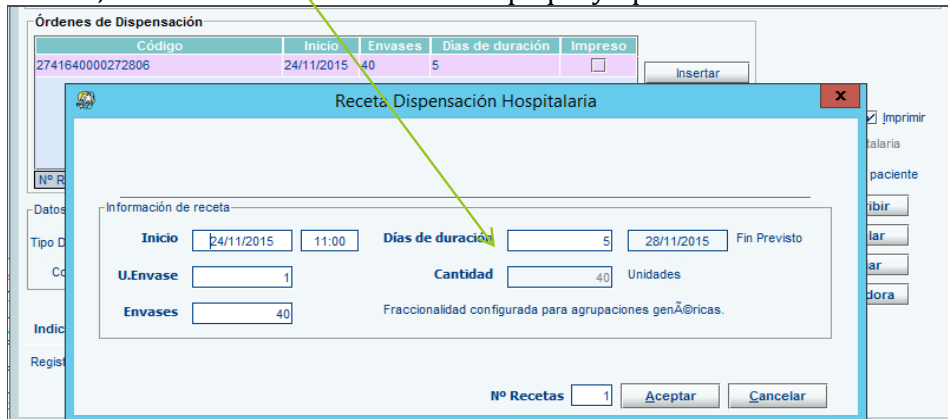 Órdenes de Dispensación
Código Inicio Envases Días de duración Impreso
2741640000272806 24/11/2015 40 5
Insertar
Receta Dispensación Hospitalaria
x
Imprimir
talaria
Nº R
paciente
Datos
Información de receta
ribir
Tipo D
Inicio 24/11/2015 11:00 Días de duración 5 28/11/2015 Fin Previsto
lar
Co
U.Envase 1 Cantidad 40 Unidades
ar
Envases 40 Fraccionalidad configurada para agrupaciones genÃ©ricas.
dora
Indic
Regist
Nº Recetas 1 Aceptar Cancelar